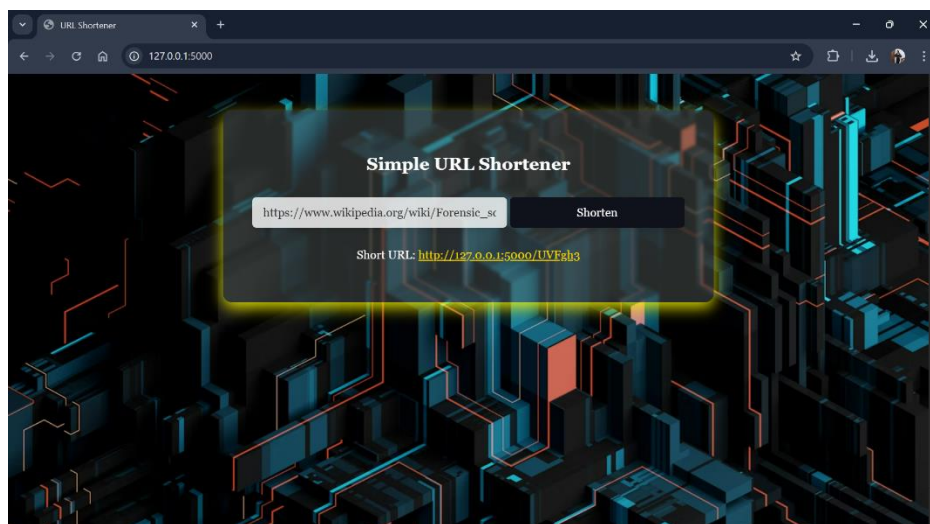 URL Shortener
127.0.0.1:5000
Simple URL Shortener
https://www.wikipedia.org/wiki/Forensic_sc
Shorten
Short URL: http://127.0.0.1:5000/UVFgh3